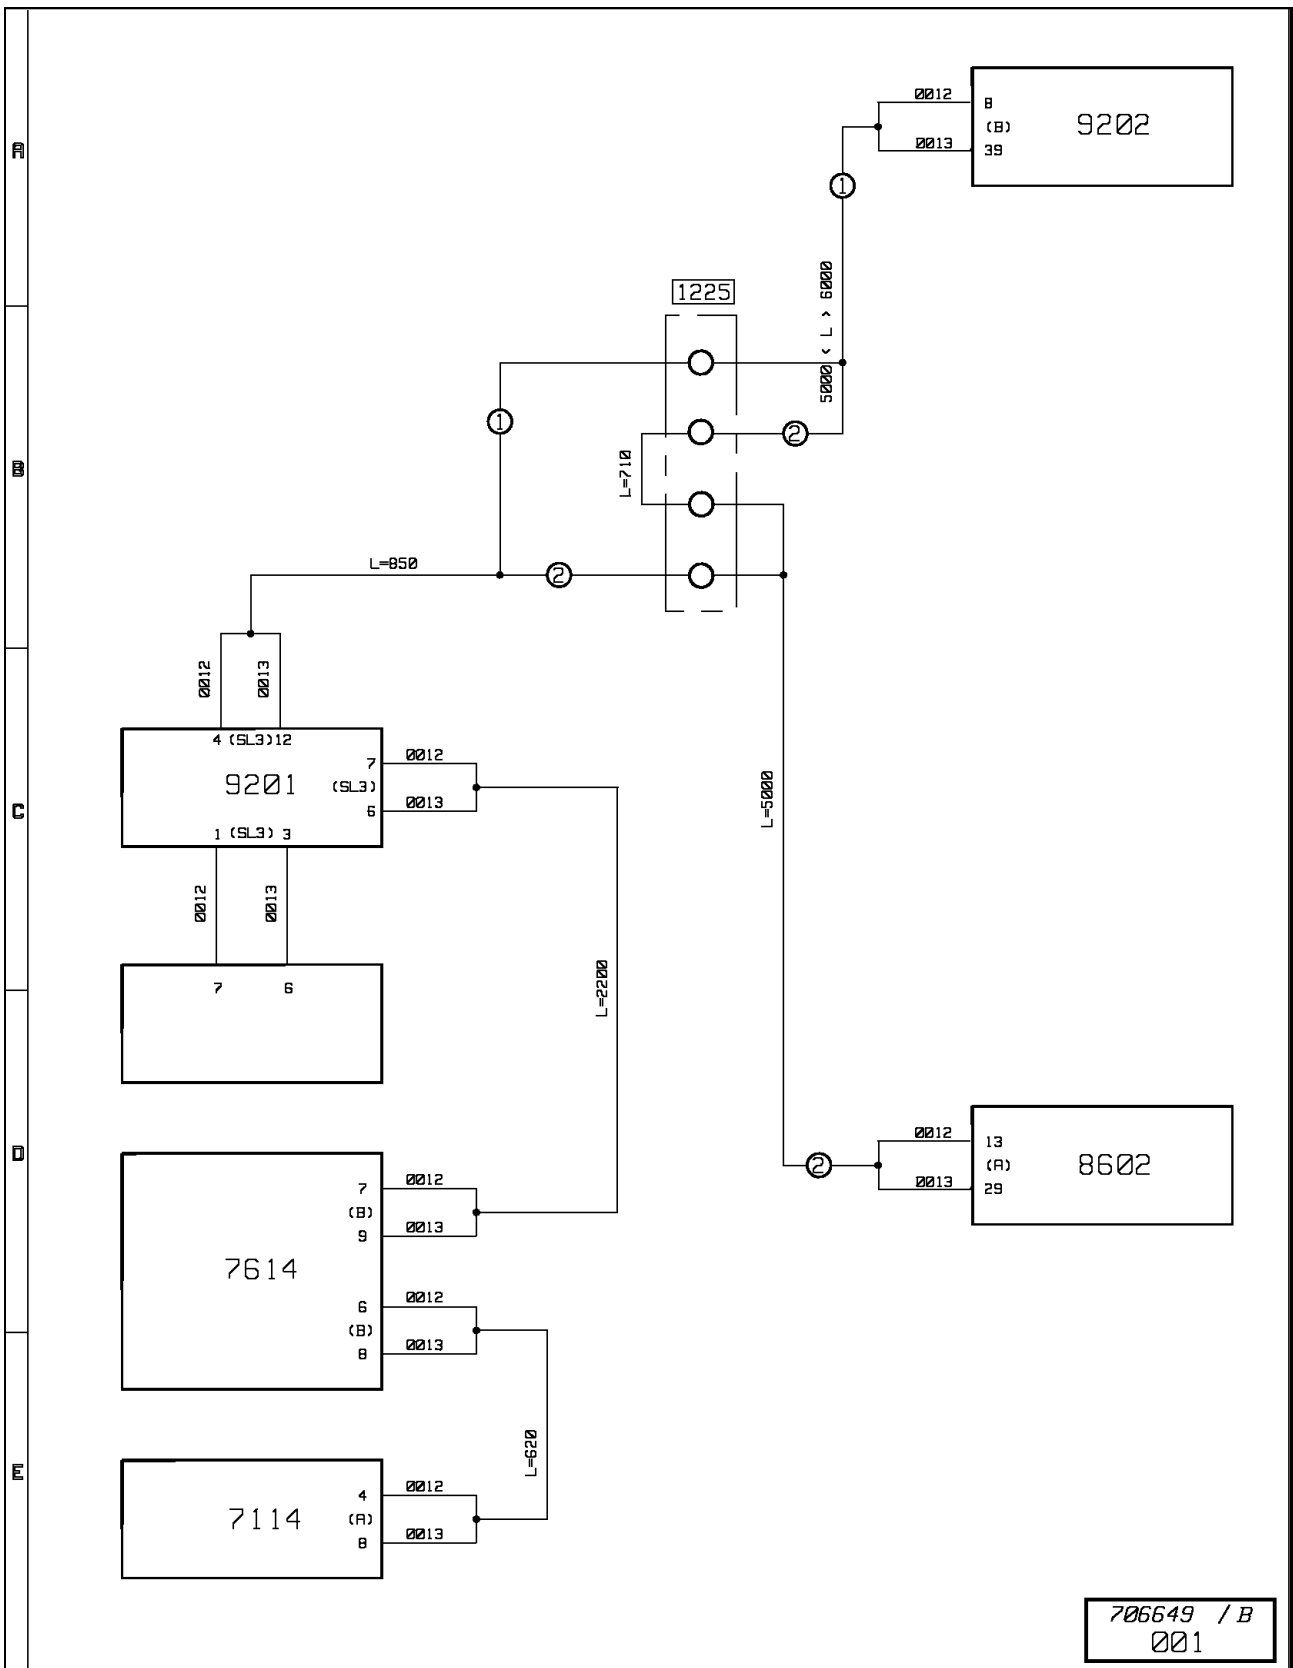 0012
8
9202
A
(B)
0013
39
1
5000 < L > 6000
1225
1
2
B
L=710
L=850
2
0012
0013
4 (SL3) 12
7
0012
9201
(SL3)
C
6
0013
L=5000
1 (SL3) 3
0012
0013
L=2200
7
6
0012
13
D
2
(A)
8602
7
0012
0013
29
(B)
9
0013
7614
6
0012
(B)
8
0013
L=620
E
4
0012
7114
(A)
8
0013
706649 / B
001